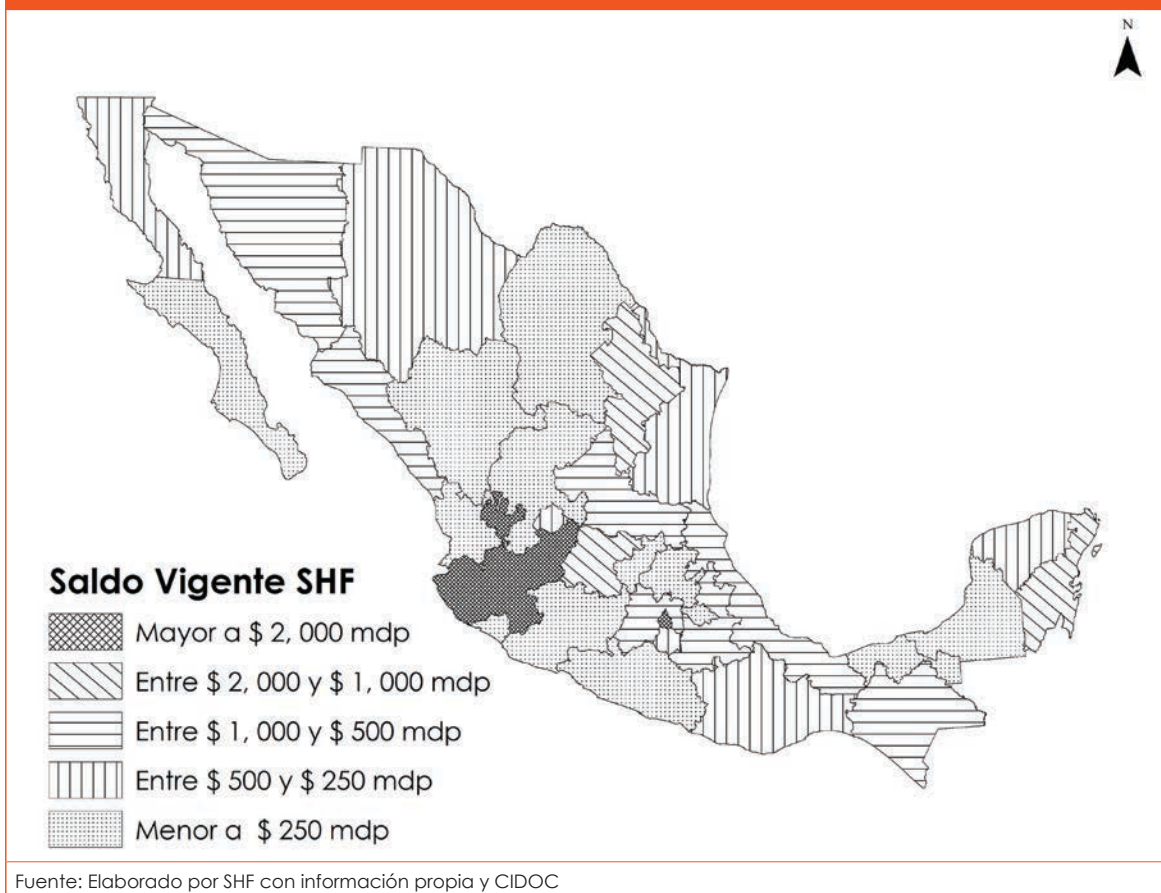 N
Saldo Vigente SHF
Mayor a $ 2, 000 mdp
Entre $ 2, 000 y $ 1, 000 mdp
Entre $ 1, 000 y $ 500 mdp
Entre $ 500 y $ 250 mdp
Menor a $ 250 mdp
Fuente: Elaborado por SHF con información propia y CIDOC